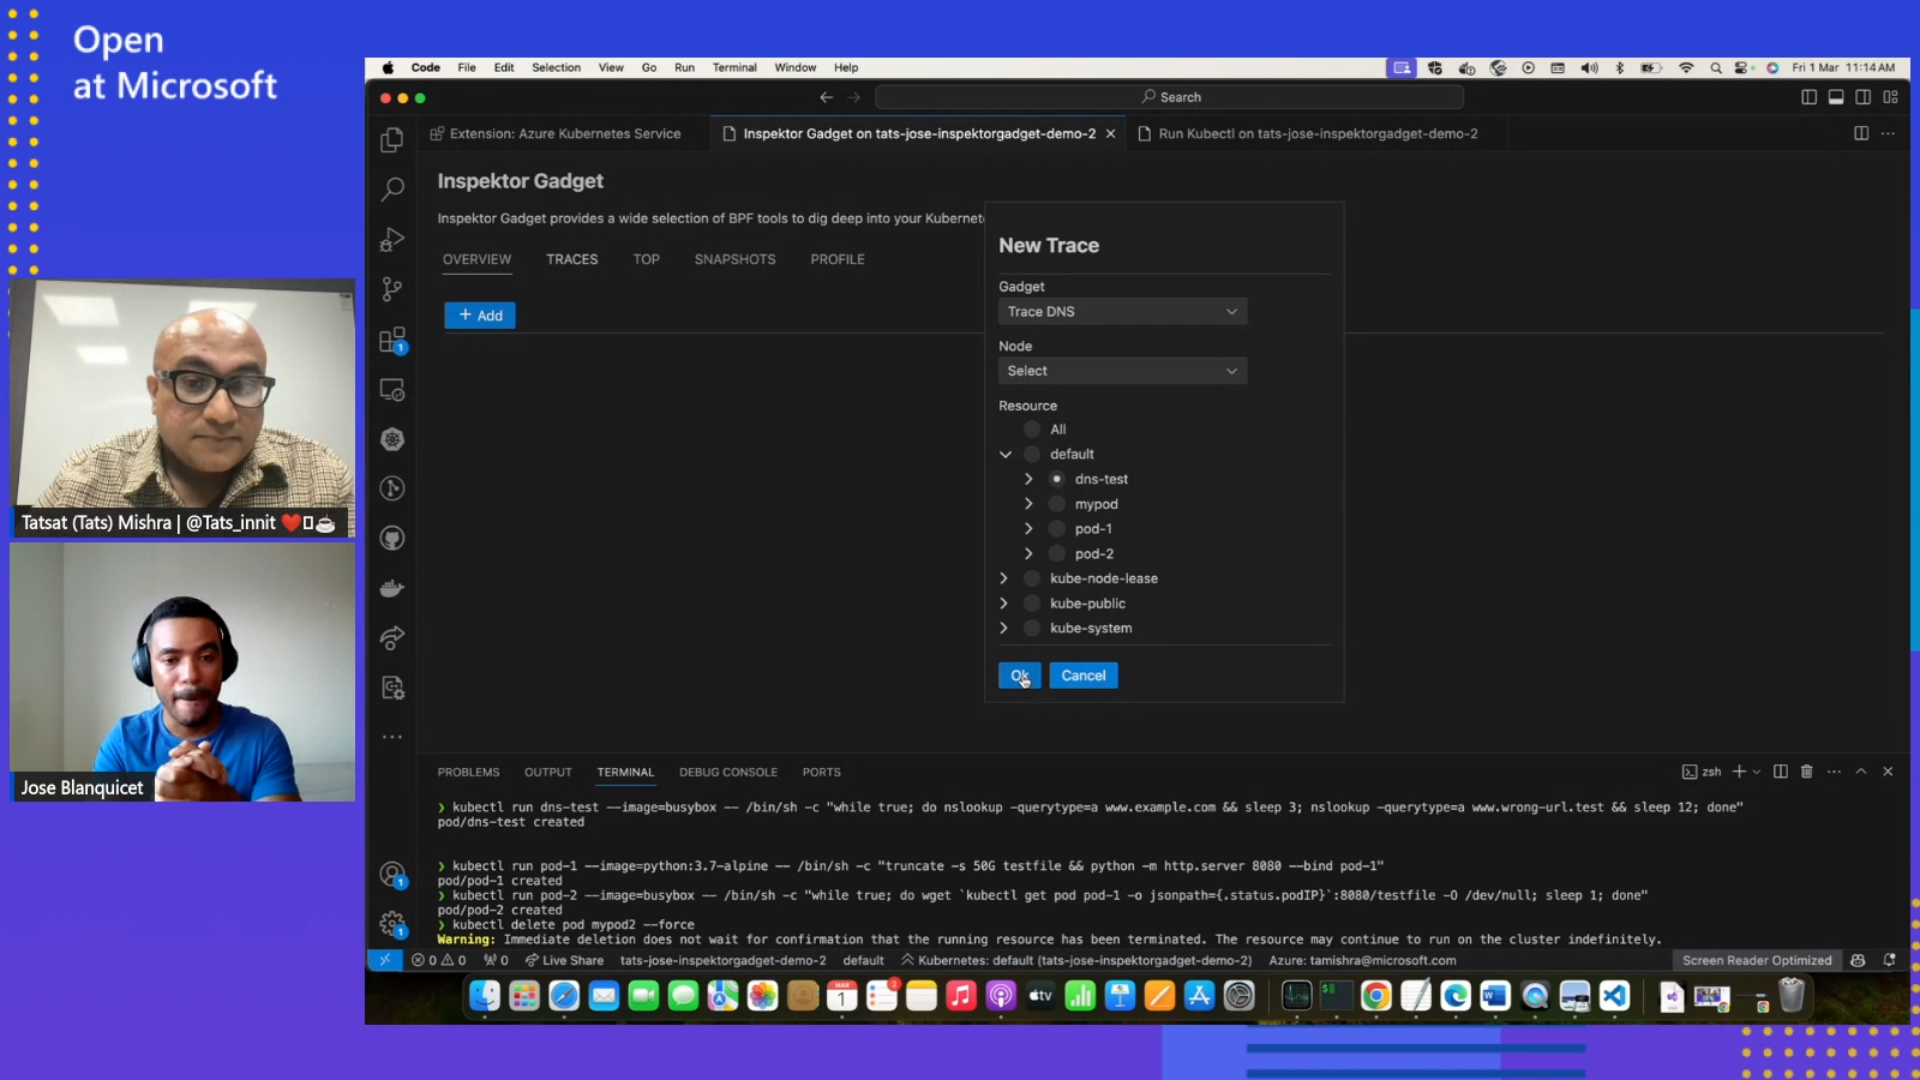 Open
at Microsoft
Code File Edit Selection View Go Run Terminal Window Help
Fri 1 Mar 11:14 AM
Search
Extension: Azure Kubernetes Service
Inspektor Gadget on tats-jose-inspektorgadget-demo-2
Run Kubectl on tats-jose-inspektorgadget-demo-2
Inspektor Gadget
Inspektor Gadget provides a wide selection of BPF tools to dig deep into your Kubernet
OVERVIEW TRACES TOP SNAPSHOTS PROFILE
+ Add
New Trace
Gadget
Trace DNS
Node
Select
Resource
All
default
dns-test
mypod
pod-1
pod-2
kube-node-lease
kube-public
kube-system
Ok Cancel
Tatsat (Tats) Mishra | @Tats_innit
Jose Blanquicet
PROBLEMS OUTPUT TERMINAL DEBUG CONSOLE PORTS
zsh
❯ kubectl run dns-test --image=busybox -- /bin/sh -c "while true; do nslookup -querytype=a www.example.com && sleep 3; nslookup -querytype=a www.wrong-url.test && sleep 12; done"
pod/dns-test created
❯ kubectl run pod-1 --image=python:3.7-alpine -- /bin/sh -c "truncate -s 50G testfile && python -m http.server 8080 --bind pod-1"
pod/pod-1 created
❯ kubectl run pod-2 --image=busybox -- /bin/sh -c "while true; do wget `kubectl get pod pod-1 -o jsonpath={.status.podIP}`:8080/testfile -O /dev/null; sleep 1; done"
pod/pod-2 created
❯ kubectl delete pod mypod2 --force
Warning: Immediate deletion does not wait for confirmation that the running resource has been terminated. The resource may continue to run on the cluster indefinitely.
0 0 0 Live Share tats-jose-inspektorgadget-demo-2 default Kubernetes: default (tats-jose-inspektorgadget-demo-2) Azure: tamishra@microsoft.com Screen Reader Optimized
MAR
1
2
tv